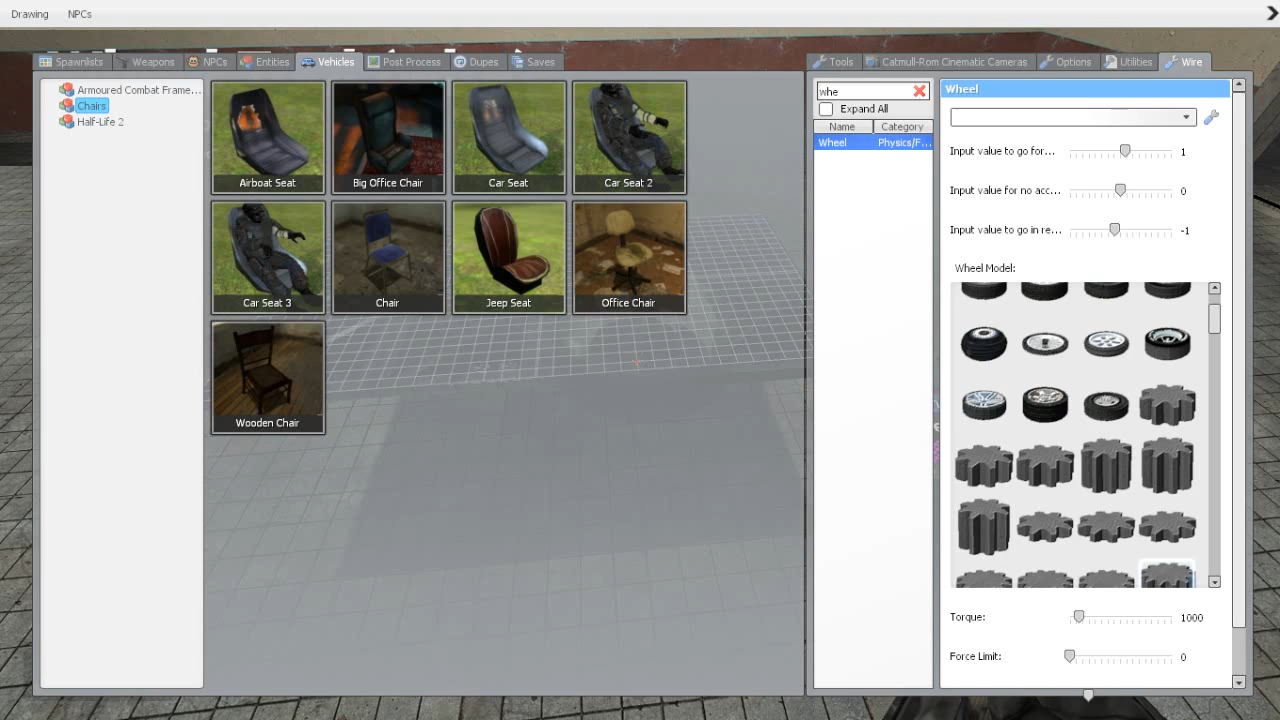 Drawing NPCs
Spawnlists Weapons NPCs Entities Vehicles Post Process Dupes Saves
Tools Catmull-Rom Cinematic Cameras Options Utilities Wire
Armoured Combat Frame...
Chairs
Half-Life 2
Airboat Seat Big Office Chair Car Seat Car Seat 2
Car Seat 3 Chair Jeep Seat Office Chair
Wooden Chair
whe
Expand All
Name Category
Wheel Physics/F...
Wheel
Input value to go for... 1
Input value for no acc... 0
Input value to go in re... -1
Wheel Model:
Torque: 1000
Force Limit: 0